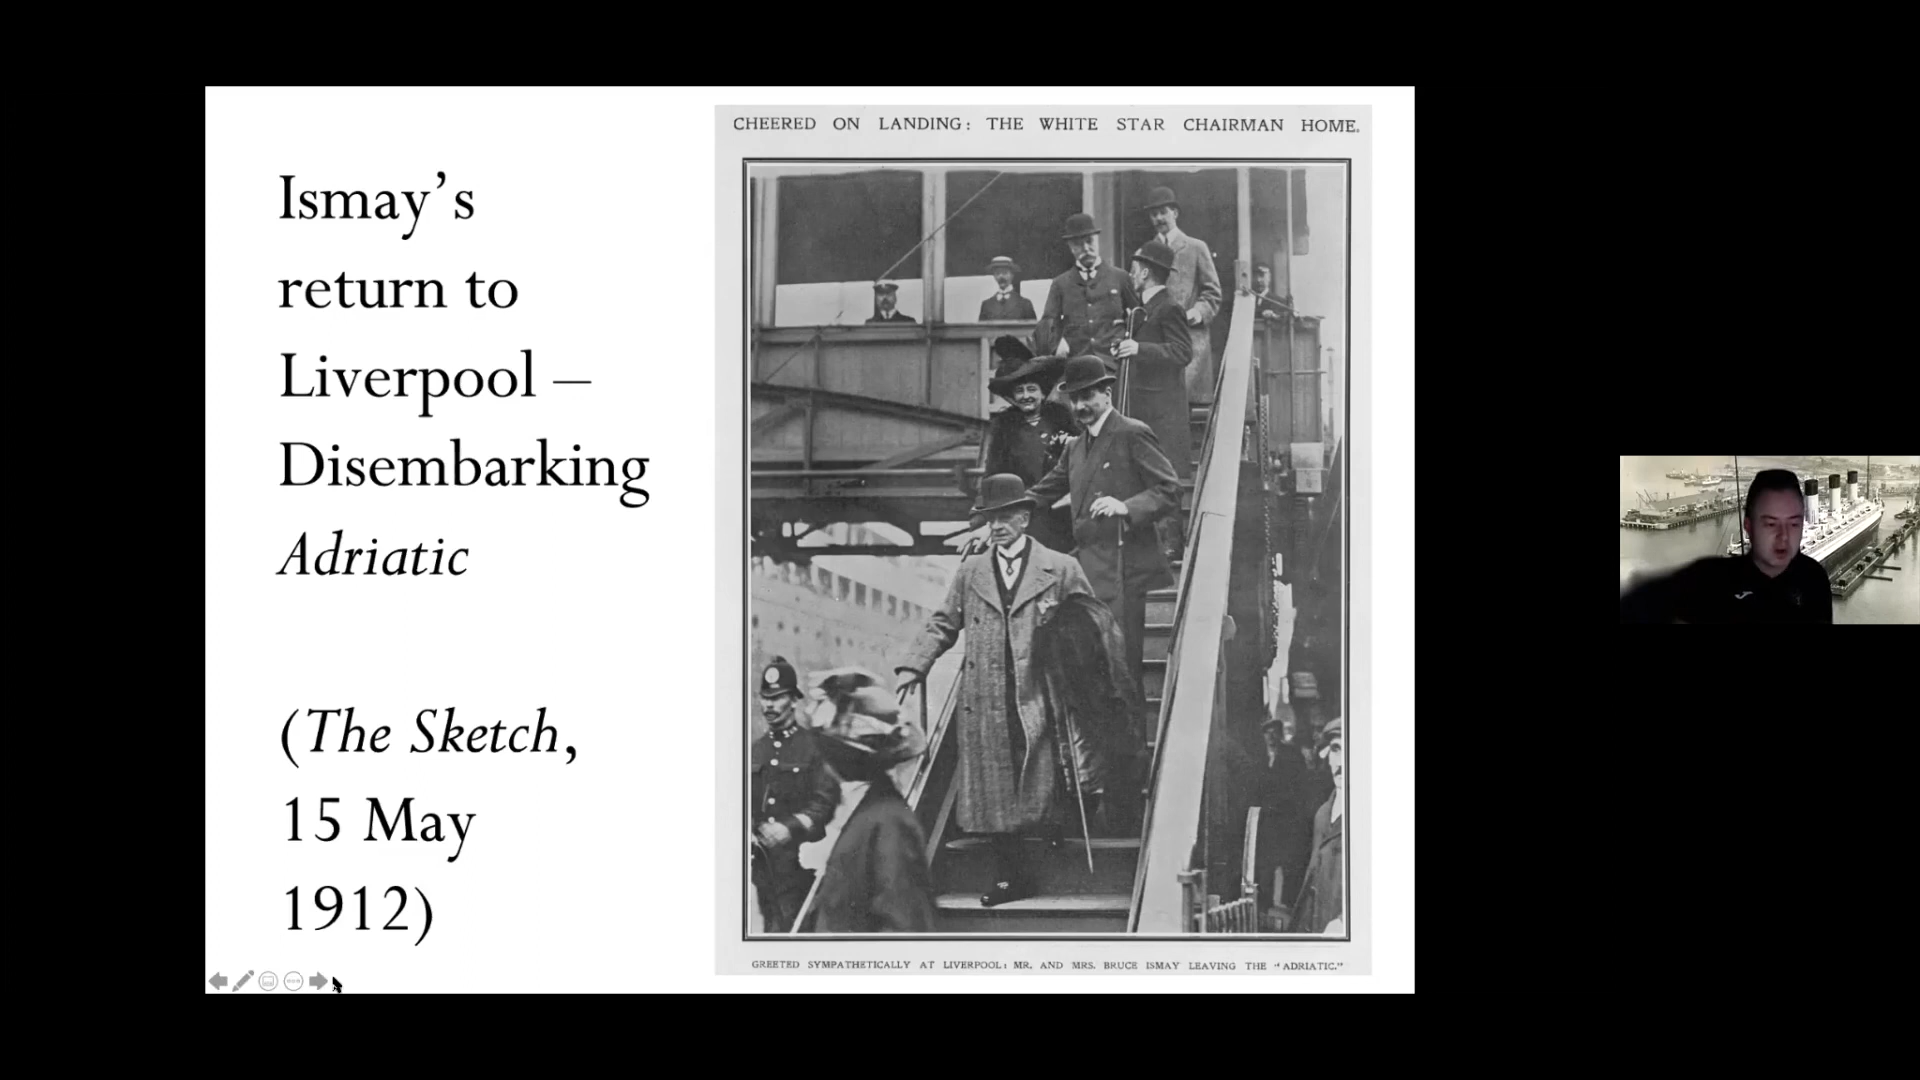 Ismay’s
return to
Liverpool –
Disembarking
Adriatic
(The Sketch,
15 May
1912)
CHEERED ON LANDING: THE WHITE STAR CHAIRMAN HOME.
GREETED SYMPATHETICALLY AT LIVERPOOL: MR. AND MRS. BRUCE ISMAY LEAVING THE “ADRIATIC.”